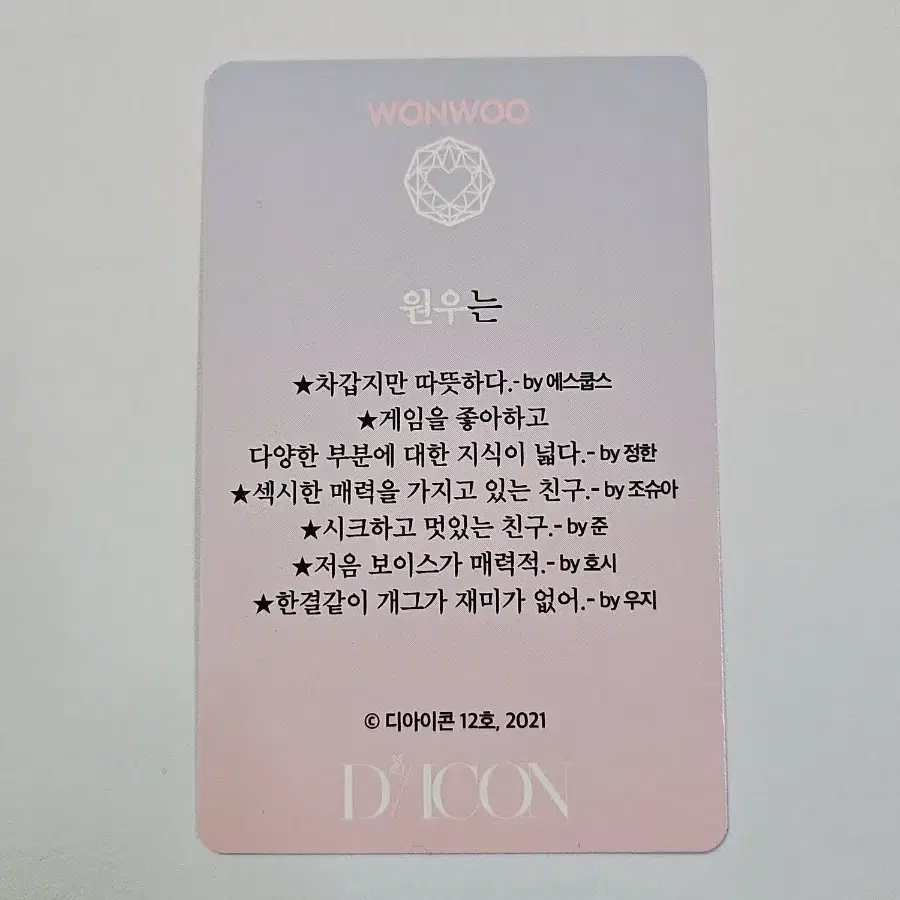 WONWOO
원우는
★차갑지만 따뜻하다.- by 에스쿱스
★게임을 좋아하고
다양한 부분에 대한 지식이 넓다.- by 정한
★섹시한 매력을 가지고 있는 친구.- by 조슈아
★시크하고 멋있는 친구.- by 준
★저음 보이스가 매력적.- by 호시
★한결같이 개그가 재미가 없어.- by 우지
© 디아이콘 12호, 2021
D/ICON